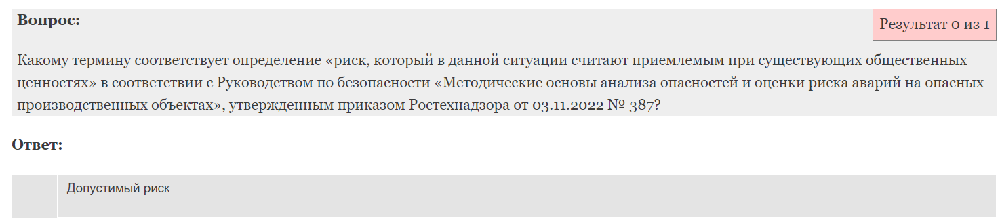 Вопрос:
Результат 0 из 1
Какому термину соответствует определение «риск, который в данной ситуации считают приемлемым при существующих общественных
ценностях» в соответствии с Руководством по безопасности «Методические основы анализа опасностей и оценки риска аварий на опасных
производственных объектах», утвержденным приказом Ростехнадзора от 03.11.2022 № 387?
Ответ:
Допустимый риск